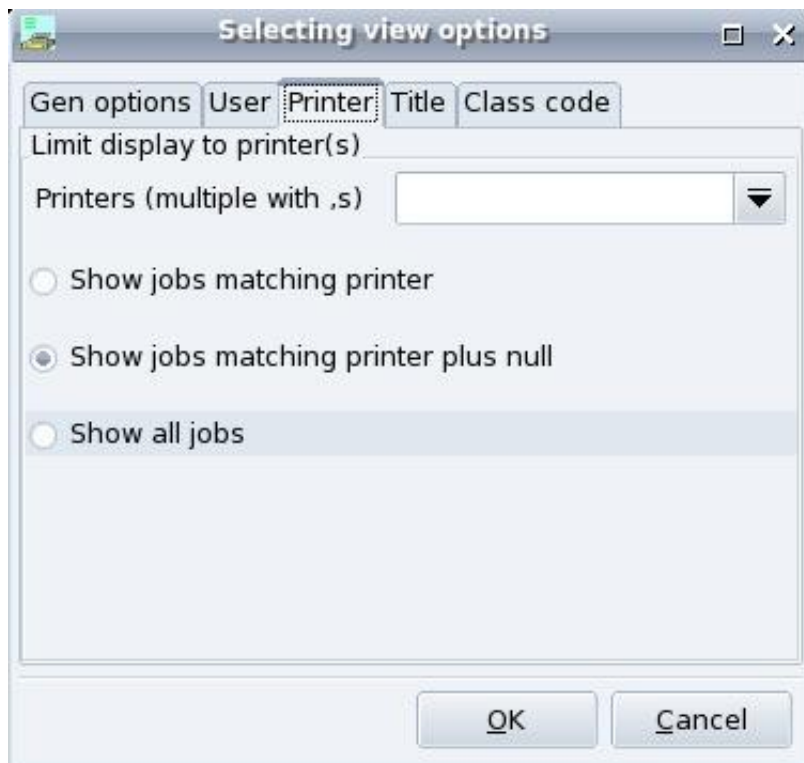 Selecting view options
Gen options User Printer Title Class code
Limit display to printer(s)
Printers (multiple with ,s)
Show jobs matching printer
Show jobs matching printer plus null
Show all jobs
OK Cancel